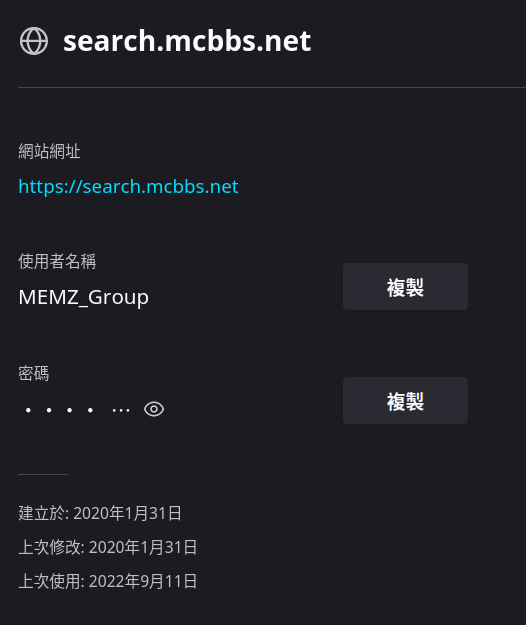 search.mcbbs.net
網站網址
https://search.mcbbs.net
使用者名稱
MEMZ_Group
複製
密碼
複製
建立於: 2020年1月31日
上次修改: 2020年1月31日
上次使用: 2022年9月11日